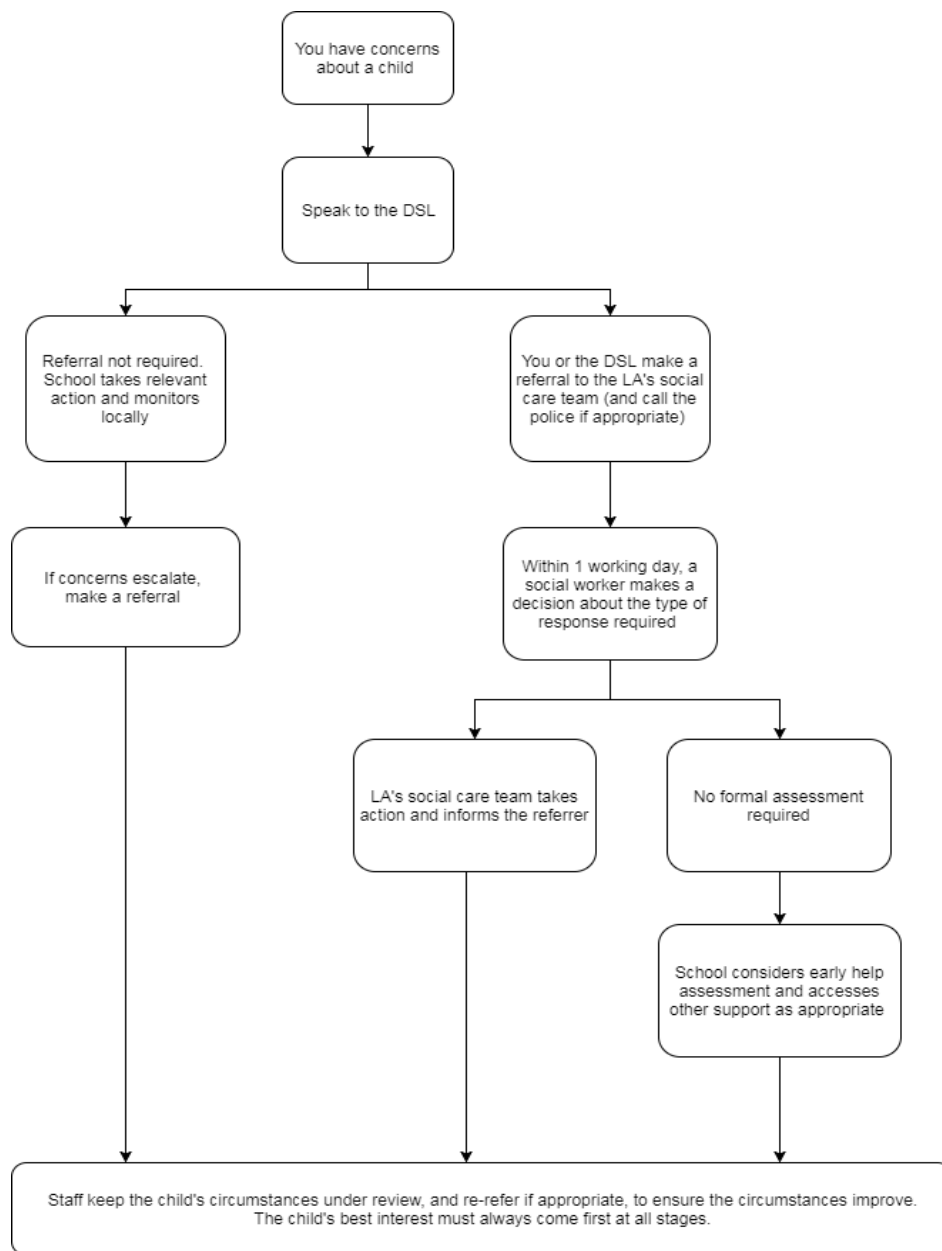 You have concerns
about a child
Speak to the DSL
Referral not required.
School takes relevant
action and monitors
locally
You or the DSL make a
referral to the LA's social
care team (and call the
police if appropriate)
If concerns escalate,
make a referral
Within 1 working day, a
social worker makes a
decision about the type of
response required
LA's social care team takes
action and informs the referrer
No formal assessment
required
School considers early help
assessment and accesses
other support as appropriate
Staff keep the child's circumstances under review, and re-refer if appropriate, to ensure the circumstances improve.
The child's best interest must always come first at all stages.